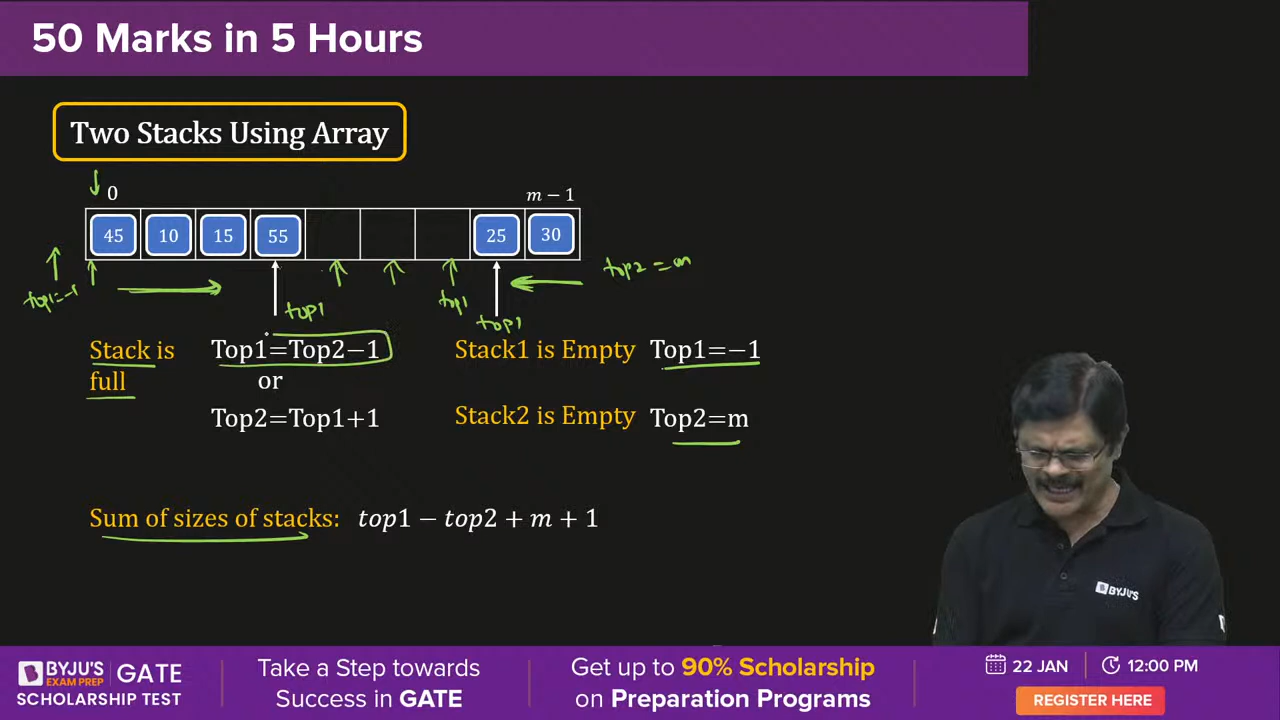 50 Marks in 5 Hours
Two Stacks Using Array
0
m − 1
45 10 15 55 25 30
top1=-1
top1
top1
top1
top2 = m
Stack is full
Top1=Top2−1
or
Top2=Top1+1
Stack1 is Empty Top1=−1
Stack2 is Empty Top2=m
Sum of sizes of stacks: top1 − top2 + m + 1
BYJU'S
BYJU'S EXAM PREP GATE
SCHOLARSHIP TEST
Take a Step towards
Success in GATE
Get up to 90% Scholarship
on Preparation Programs
22 JAN 12:00 PM
REGISTER HERE